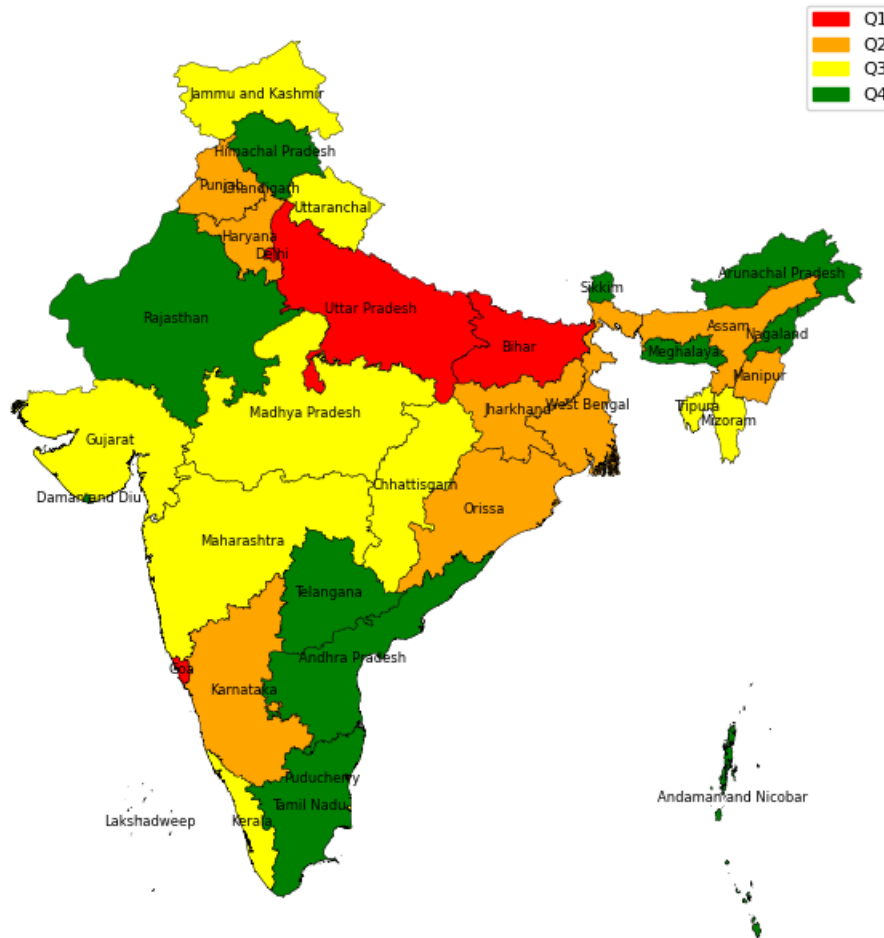 Q1
Q2
Q3
Q4
Jammu and Kashmir
Himachal Pradesh
Punjab
Chandigarh
Uttaranchal
Haryana
Delhi
Rajasthan
Uttar Pradesh
Bihar
Sikkim
Arunachal Pradesh
Assam
Nagaland
Meghalaya
Manipur
Tripura
Mizoram
Madhya Pradesh
Jharkhand
West Bengal
Gujarat
Chhattisgarh
Daman and Diu
Orissa
Maharashtra
Telangana
Andhra Pradesh
Goa
Karnataka
Puducherry
Tamil Nadu
Kerala
Lakshadweep
Andaman and Nicobar